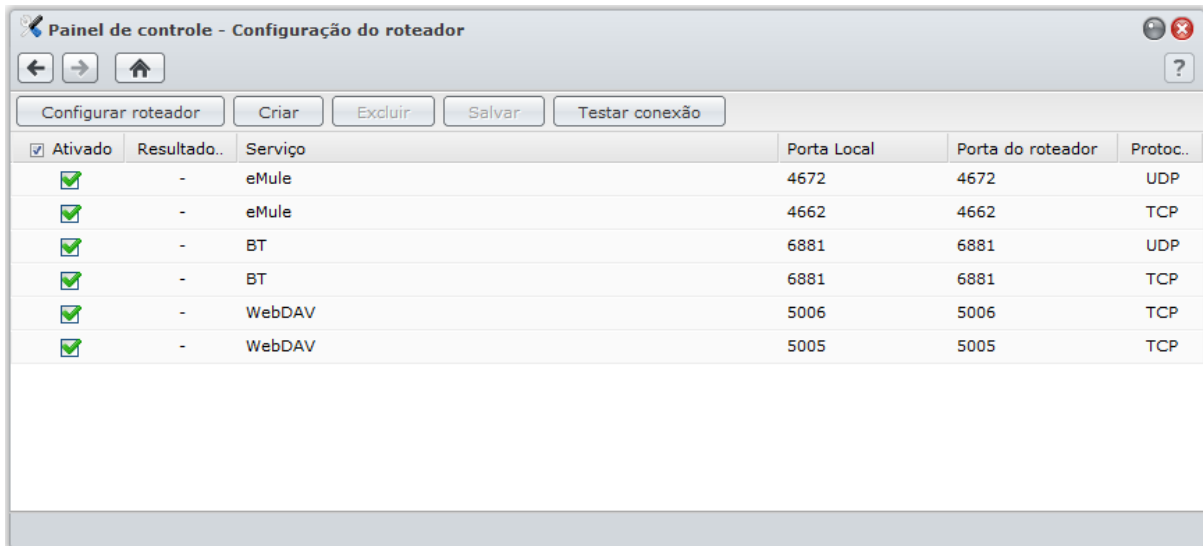 Painel de controle - Configuração do roteador
?
Configurar roteador Criar Excluir Salvar Testar conexão
Ativado Resultado.. Serviço Porta Local Porta do roteador Protoc..
- eMule 4672 4672 UDP
- eMule 4662 4662 TCP
- BT 6881 6881 UDP
- BT 6881 6881 TCP
- WebDAV 5006 5006 TCP
- WebDAV 5005 5005 TCP